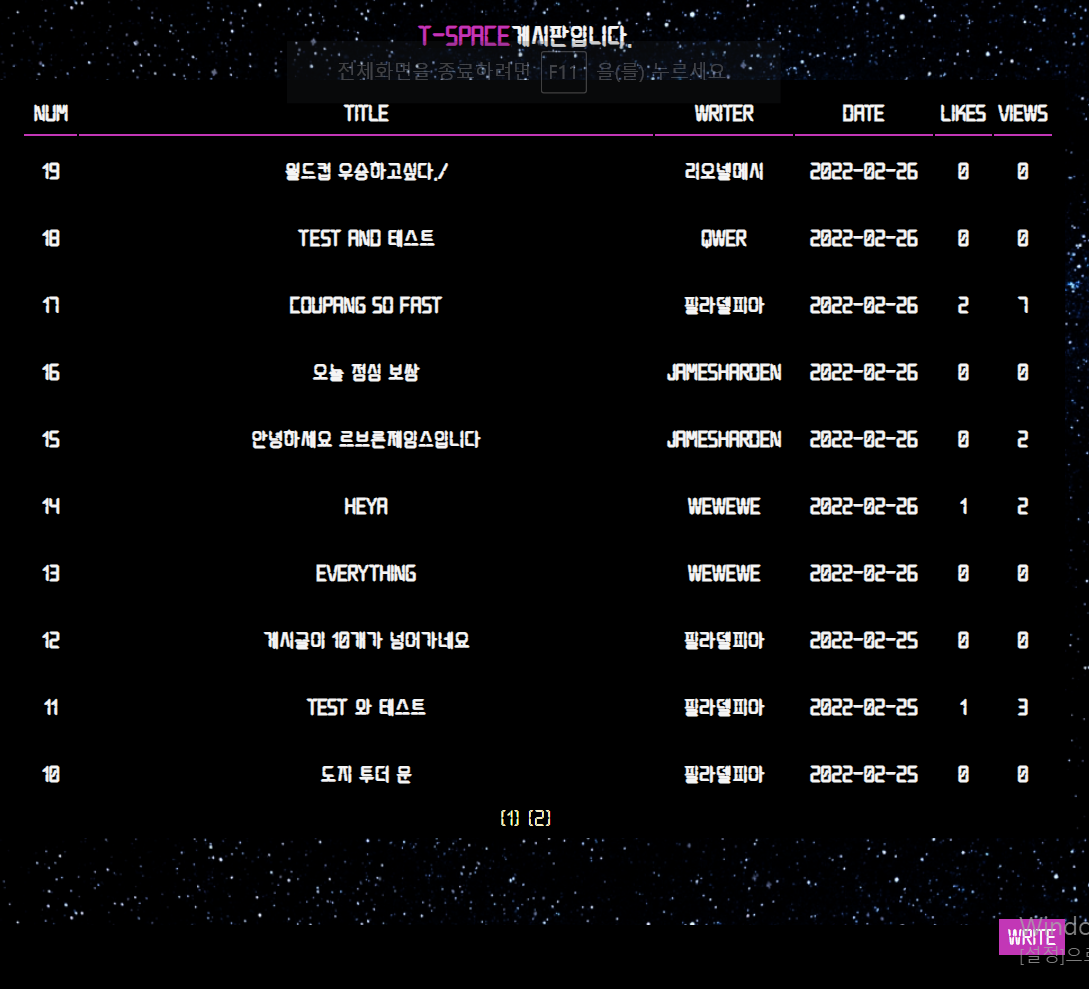 T-SPACE게시판입니다.
전체화면을 종료하려면 F11 을(를) 누르세요.
NUM TITLE WRITER DATE LIKES VIEWS
19 월드컵 우승하고싶다./ 리오넬메시 2022-02-26 0 0
18 TEST AND 테스트 QWER 2022-02-26 0 0
17 COUPANG SO FAST 필라델피아 2022-02-26 2 7
16 오늘 점심 보쌈 JAMESHARDEN 2022-02-26 0 0
15 안녕하세요 르브론제임스입니다 JAMESHARDEN 2022-02-26 0 2
14 HEYA WEWEWE 2022-02-26 1 2
13 EVERYTHING WEWEWE 2022-02-26 0 0
12 게시글이 10개가 넘어가네요 필라델피아 2022-02-25 0 0
11 TEST 와 테스트 필라델피아 2022-02-25 1 3
10 도지 투더 문 필라델피아 2022-02-25 0 0
(1) (2)
WRITE
[설정]으로